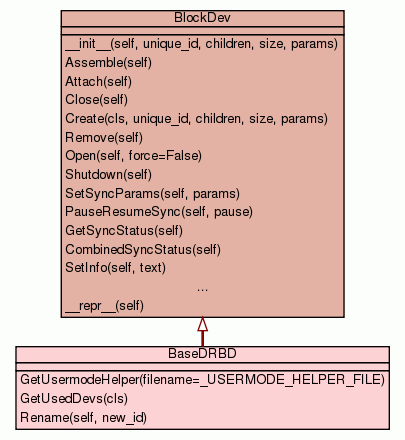 BlockDev
__init__(self, unique_id, children, size, params)
Assemble(self)
Attach(self)
Close(self)
Create(cls, unique_id, children, size, params)
Remove(self)
Open(self, force=False)
Shutdown(self)
SetSyncParams(self, params)
PauseResumeSync(self, pause)
GetSyncStatus(self)
CombinedSyncStatus(self)
SetInfo(self, text)
...
__repr__(self)
BaseDRBD
GetUsermodeHelper(filename=_USERMODE_HELPER_FILE)
GetUsedDevs(cls)
Rename(self, new_id)